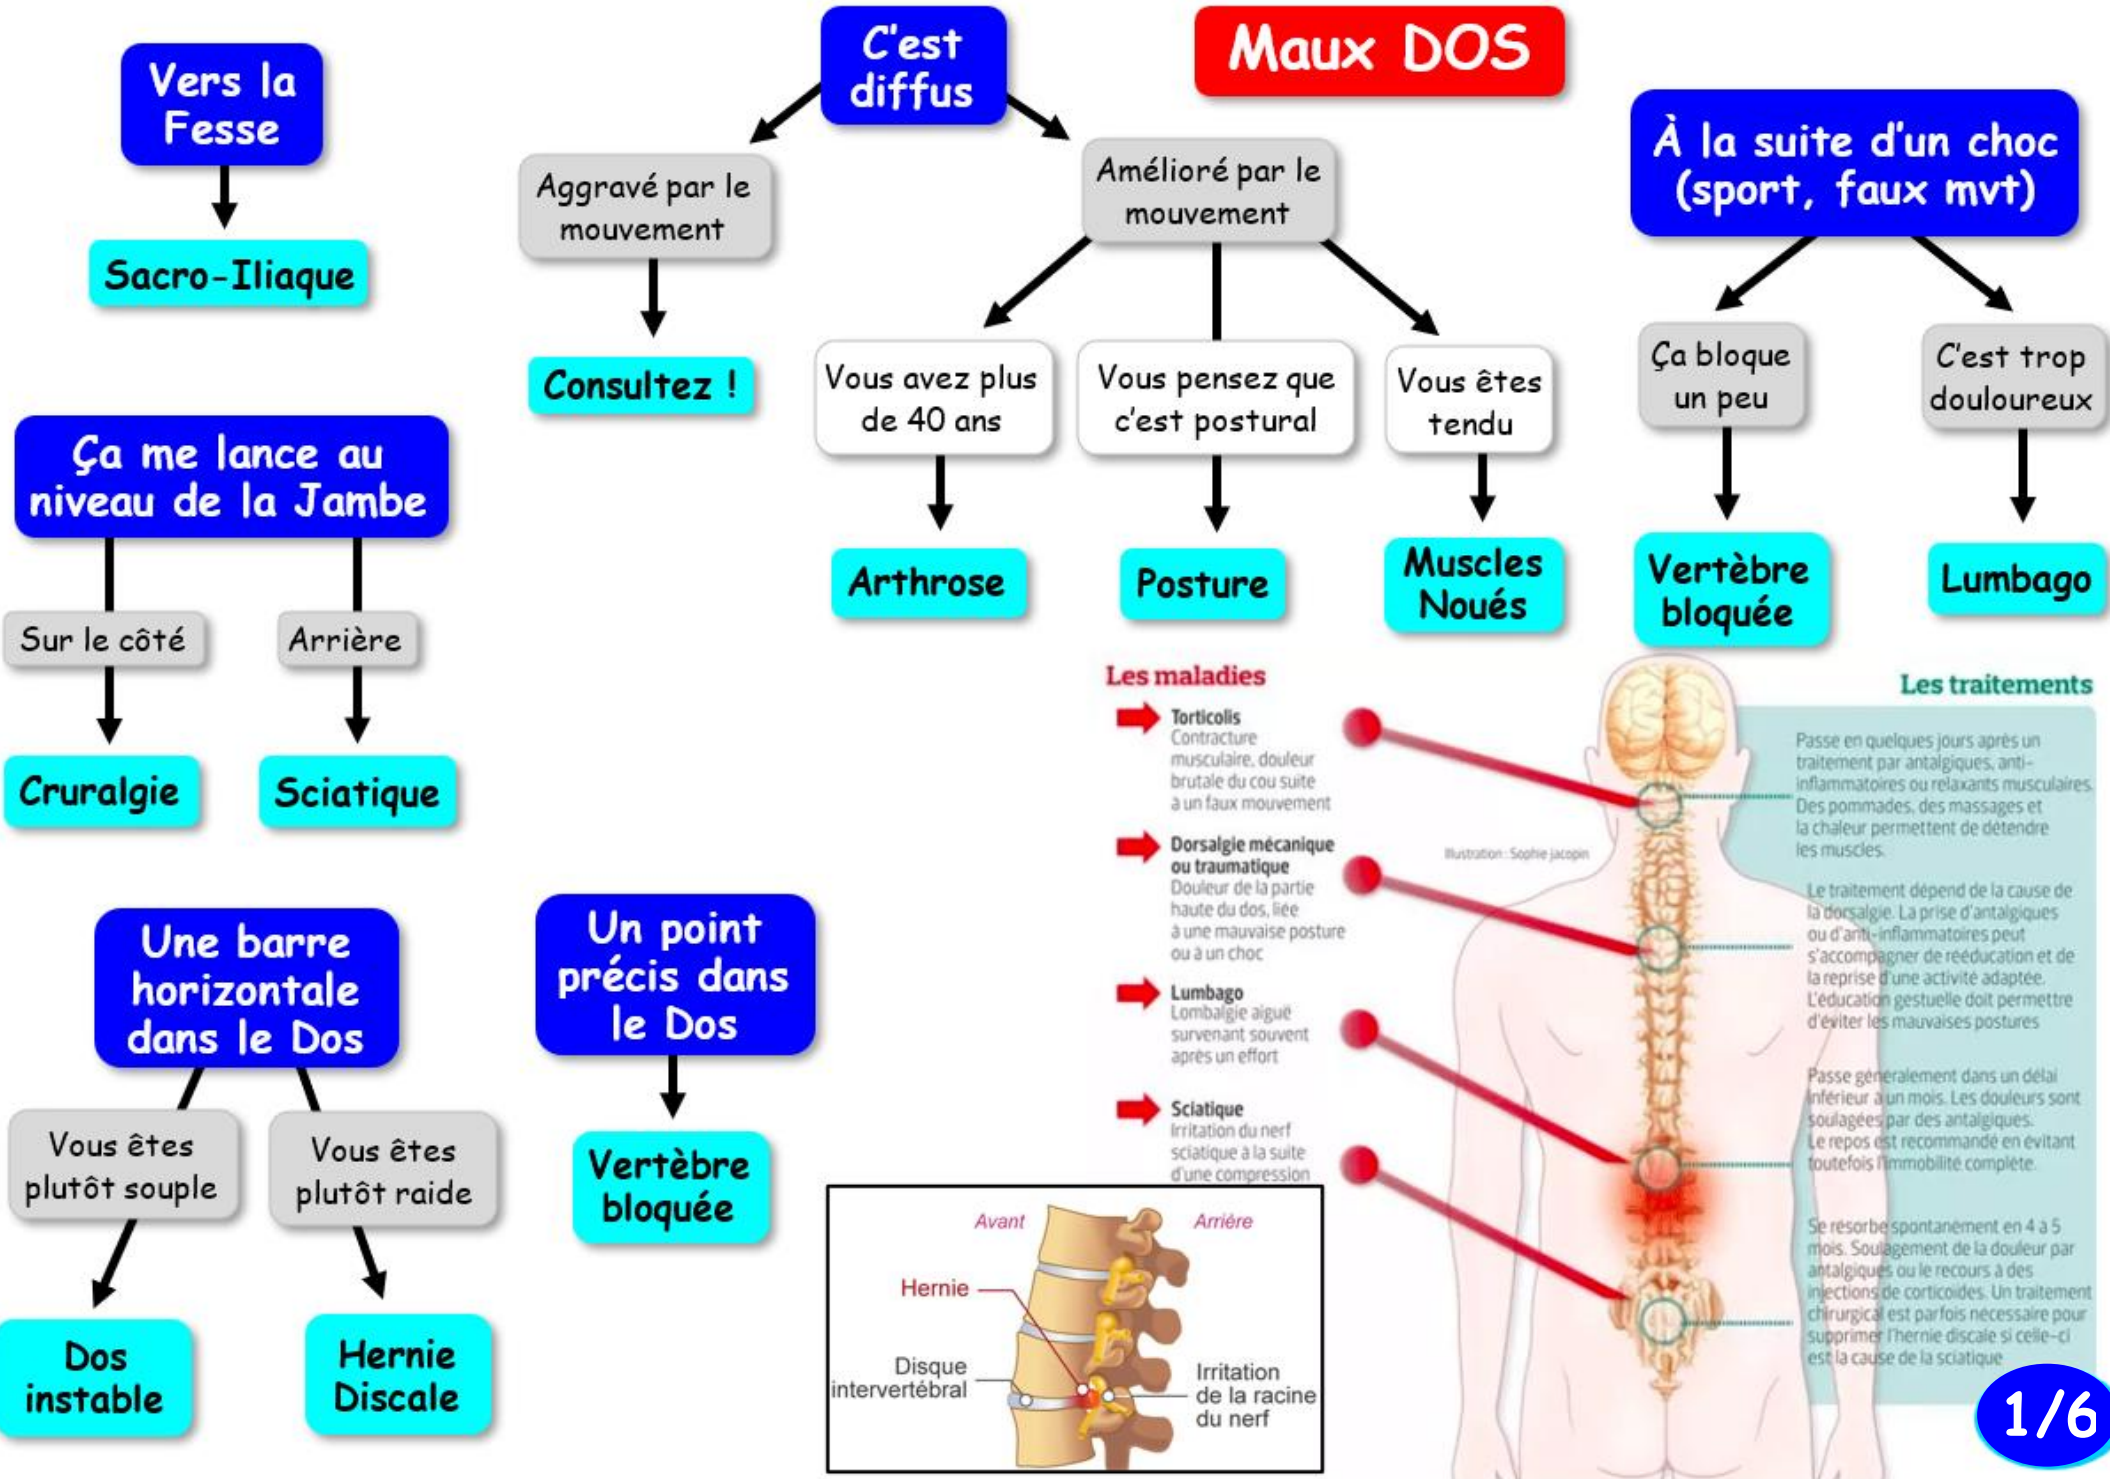 Maux DOS
Vers la
Fesse
Sacro-Iliaque
C'est
diffus
Aggravé par le
mouvement
Consultez !
Amélioré par le
mouvement
Vous avez plus
de 40 ans
Arthrose
Vous pensez que
c'est postural
Posture
Vous êtes
tendu
Muscles
Noués
À la suite d'un choc
(sport, faux mvt)
Ça bloque
un peu
Vertèbre
bloquée
C'est trop
douloureux
Lumbago
Ça me lance au
niveau de la Jambe
Sur le côté
Cruralgie
Arrière
Sciatique
Une barre
horizontale
dans le Dos
Vous êtes
plutôt souple
Dos
instable
Vous êtes
plutôt raide
Hernie
Discale
Un point
précis dans
le Dos
Vertèbre
bloquée
Les maladies
Torticolis
Contracture
musculaire, douleur
brutale du cou suite
à un faux mouvement
Dorsalgie mécanique
ou traumatique
Douleur de la partie
haute du dos, liée
à une mauvaise posture
ou à un choc
Lumbago
Lombalgie aiguë
survenant souvent
après un effort
Sciatique
Irritation du nerf
sciatique à la suite
d'une compression
Illustration : Sophie jacopin
Les traitements
Passe en quelques jours après un
traitement par antalgiques, anti-
inflammatoires ou relaxants musculaires.
Des pommades, des massages et
la chaleur permettent de détendre
les muscles.
Le traitement dépend de la cause de
la dorsalgie. La prise d'antalgiques
ou d'anti-inflammatoires peut
s'accompagner de rééducation et de
la reprise d'une activité adaptée.
L'éducation gestuelle doit permettre
d'éviter les mauvaises postures
Passe généralement dans un délai
inférieur à un mois. Les douleurs sont
soulagées par des antalgiques.
Le repos est recommandé en évitant
toutefois l'immobilité complète.
Se résorbe spontanément en 4 à 5
mois. Soulagement de la douleur par
antalgiques ou le recours à des
injections de corticoïdes. Un traitement
chirurgical est parfois nécessaire pour
supprimer l'hernie discale si celle-ci
est la cause de la sciatique
Avant
Arrière
Hernie
Disque
intervertébral
Irritation
de la racine
du nerf
1/6